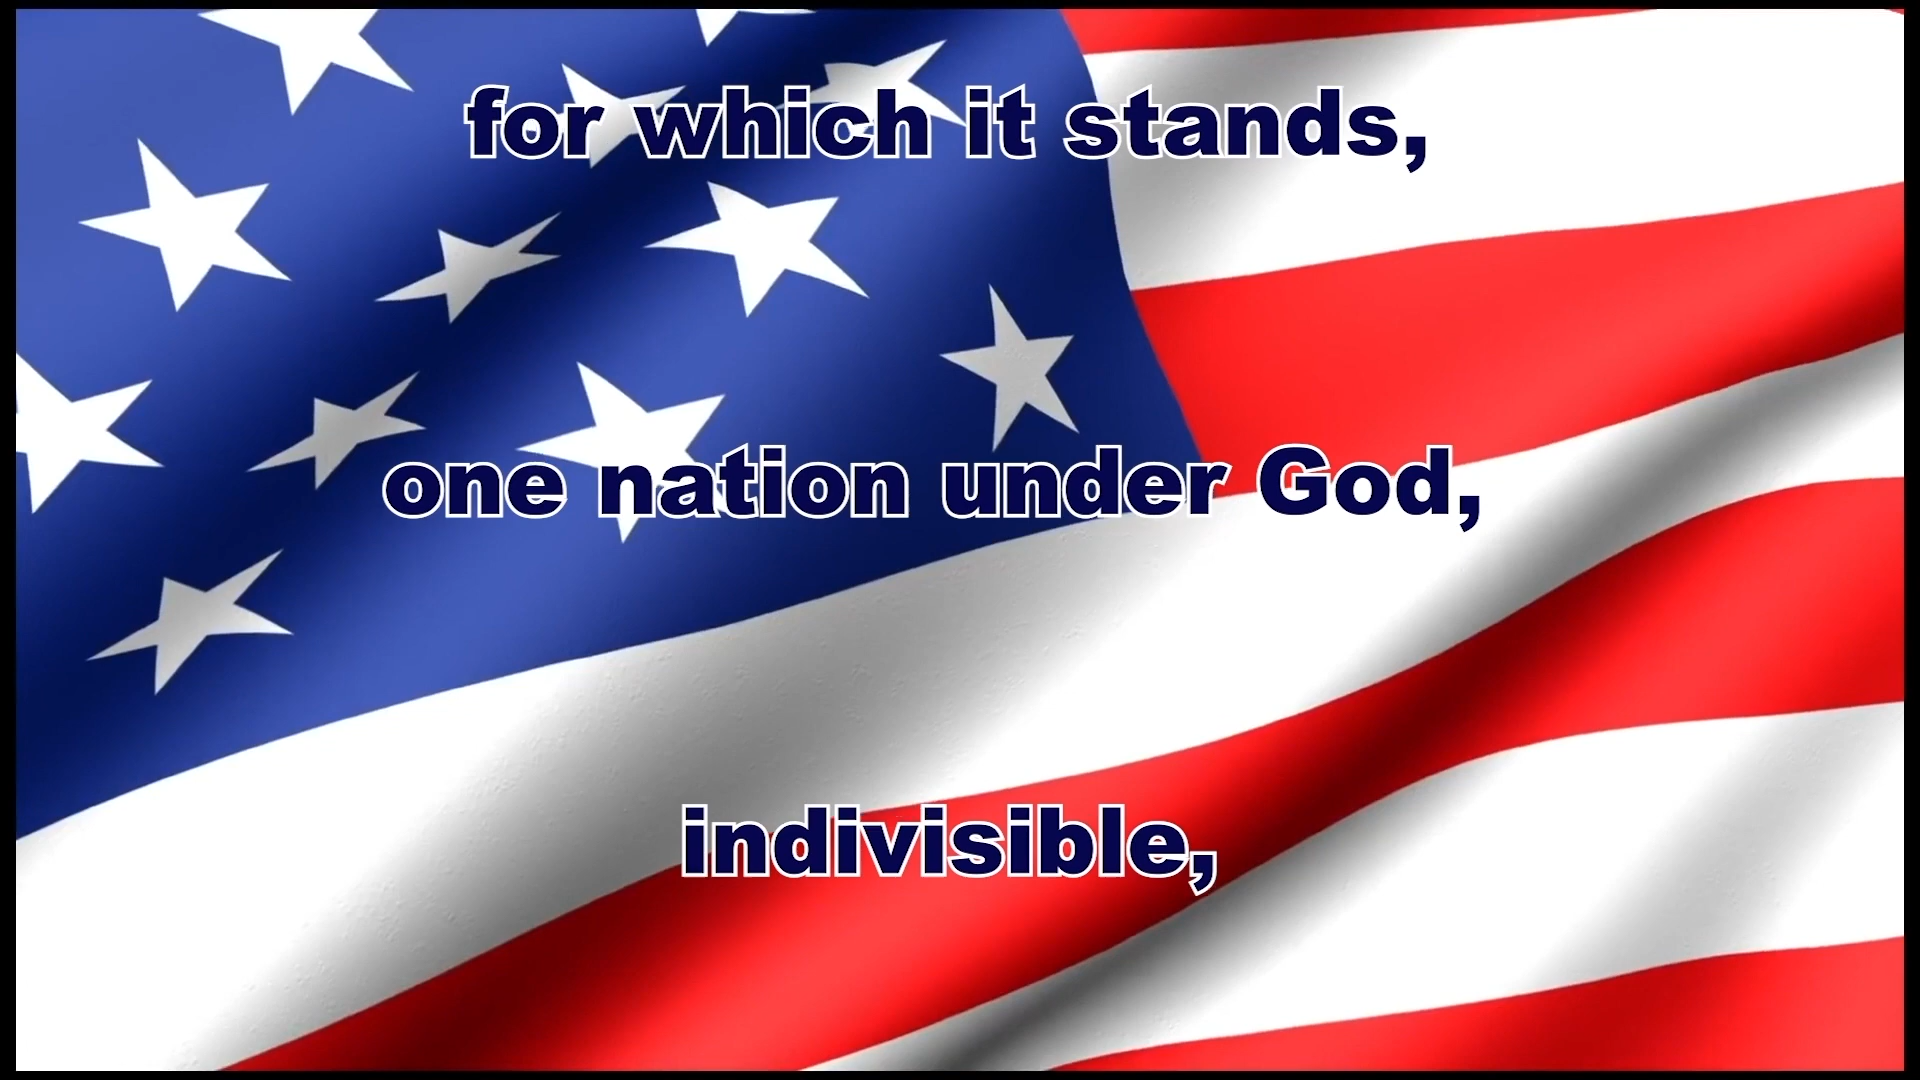 for which it stands,
one nation under God,
indivisible,